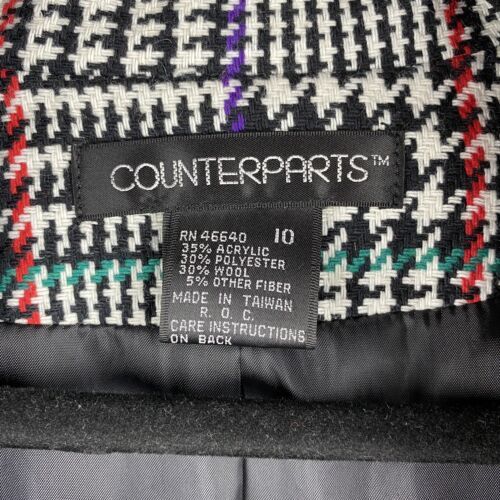 COUNTERPARTS™
RN 46640 10
35% ACRYLIC
30% POLYESTER
30% WOOL
5% OTHER FIBER
MADE IN TAIWAN
R. O. C.
CARE INSTRUCTIONS
ON BACK